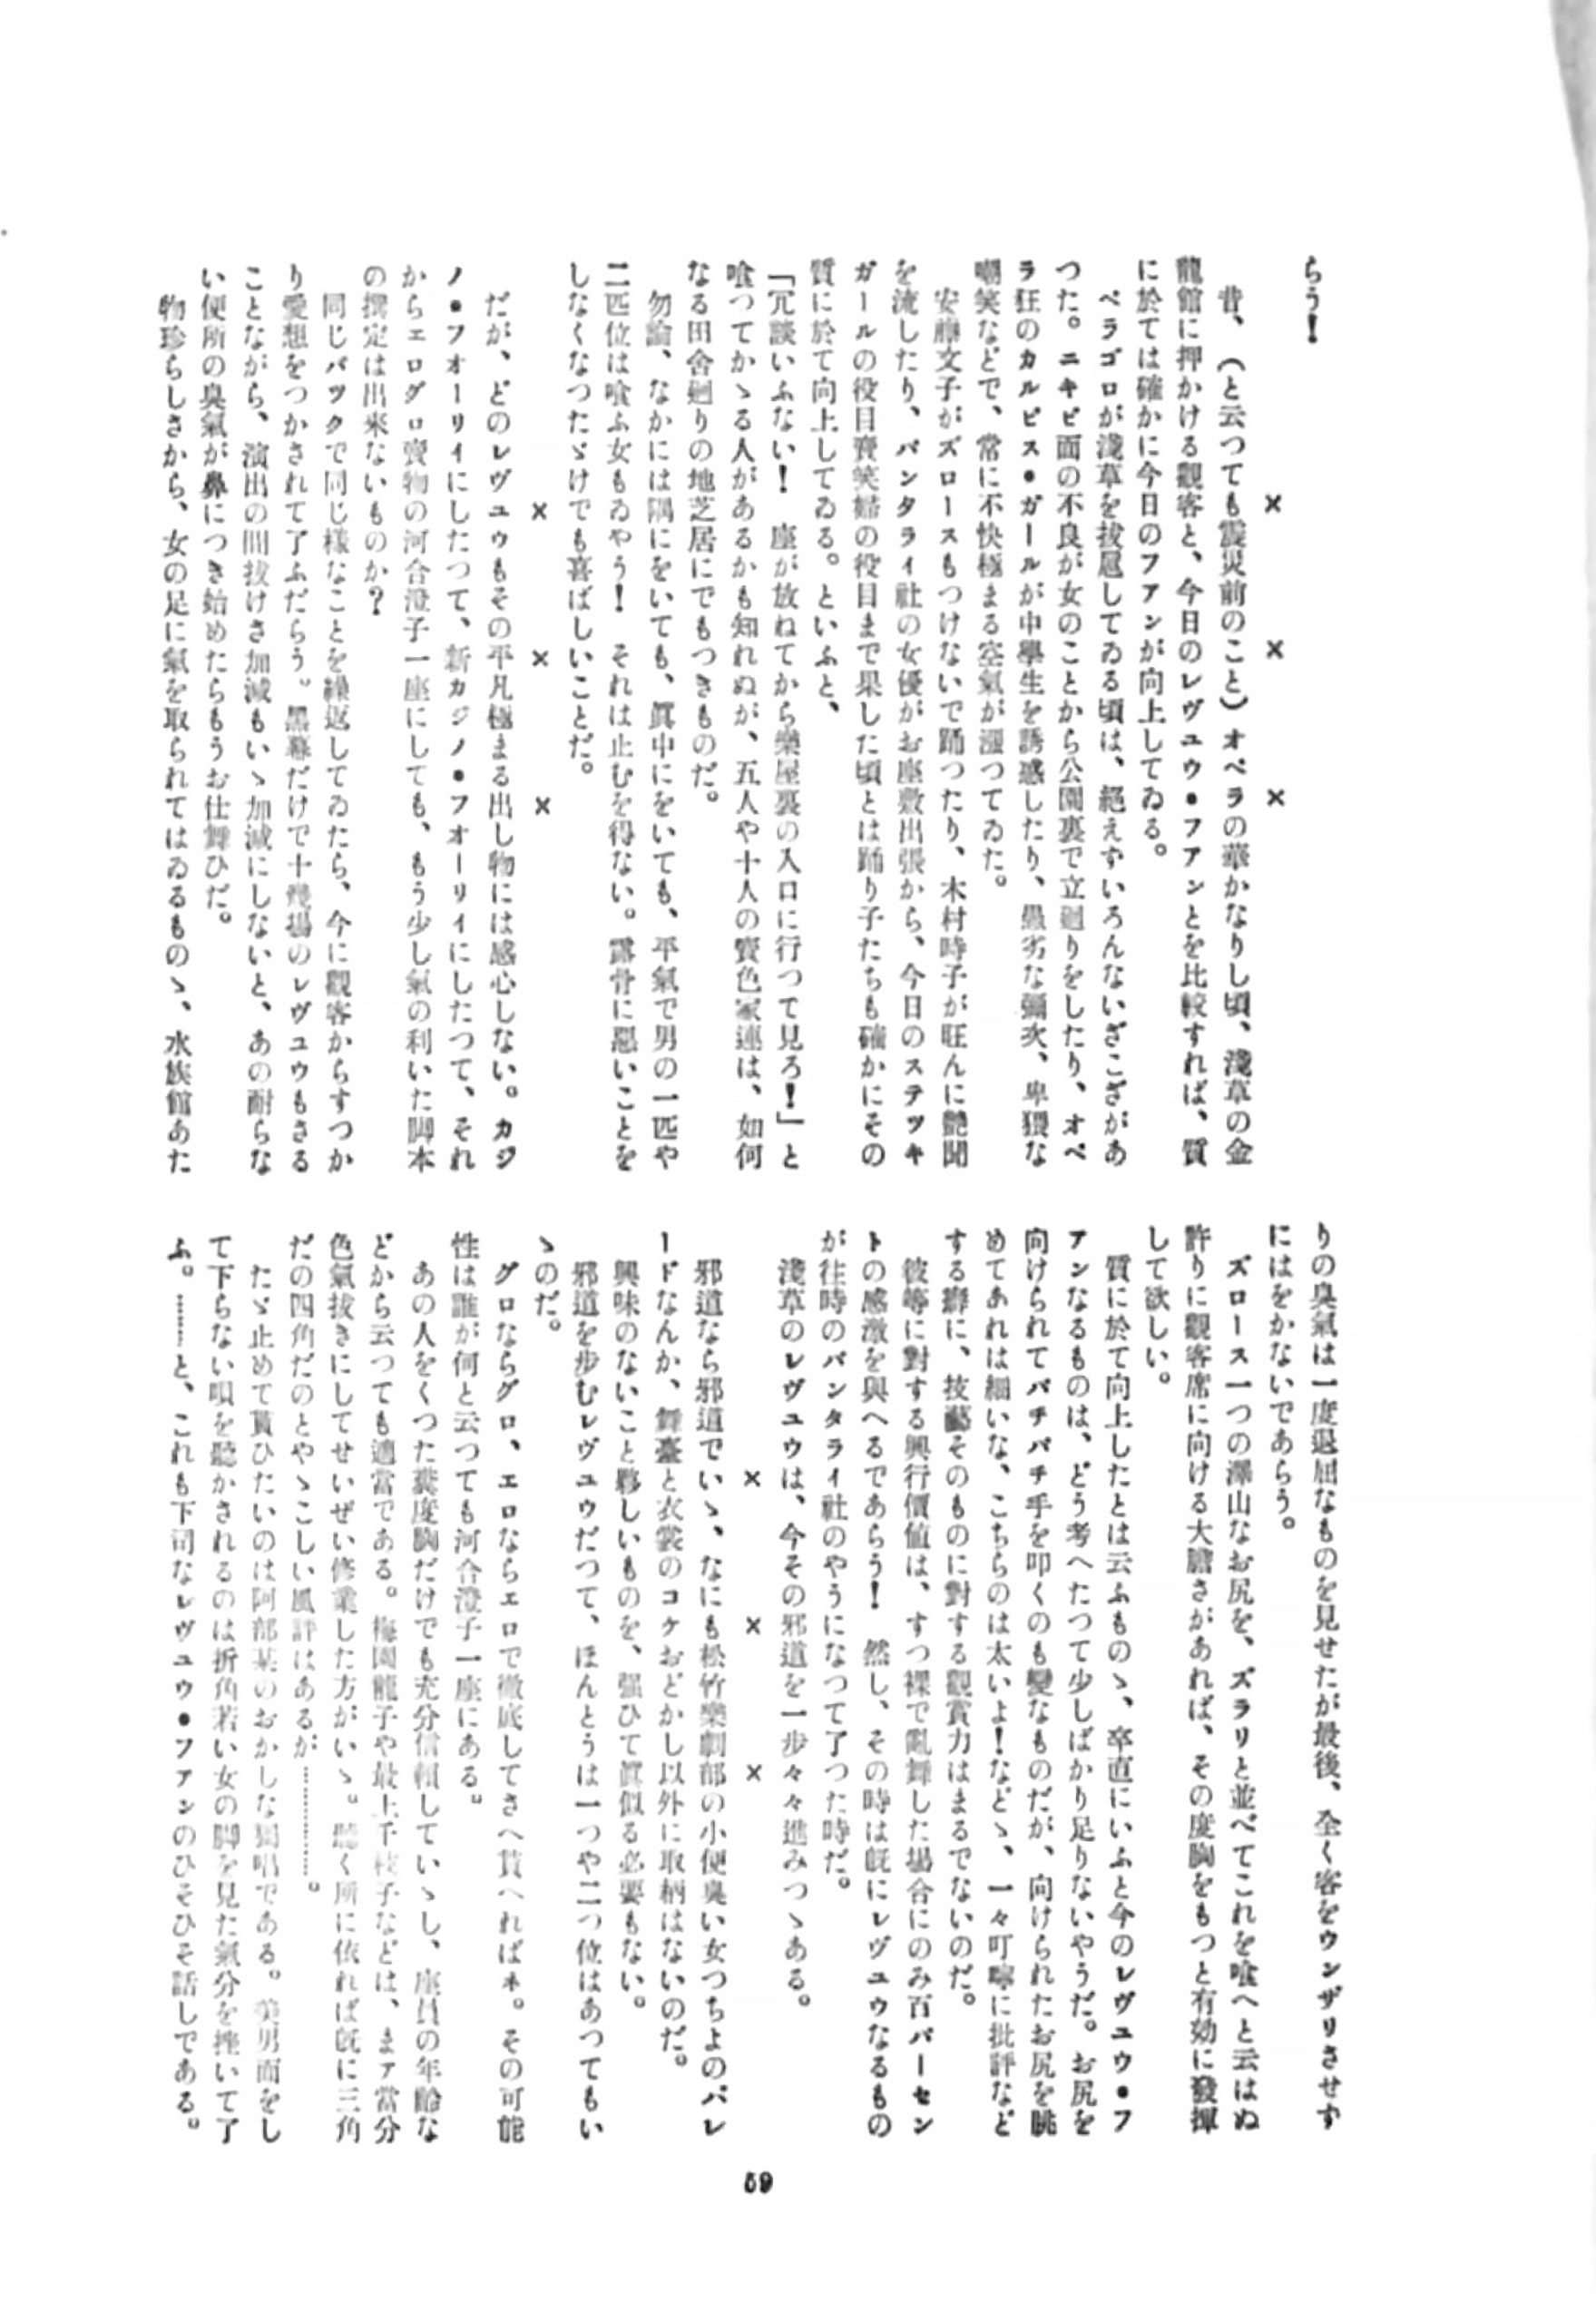 らう!
×　×　×
昔、(と云つても震災前のこと)オペラの華かなりし頃、淺草の金
龍館に押かける觀客と、今日のレヴユウ・フアンとを比較すれば、質
に於ては確かに今日のフアンが向上してゐる。
ペラゴロが淺草を拔扈してゐる頃は、絕えずいろんないざこざがあ
つた。ニキビ面の不良が女のことから公園裏で立廻りをしたり、オペ
ラ狂のカルピス・ガールが中學生を誘惑したり、愚劣な彌次、卑猥な
嘲笑などで、常に不快極まる空氣が漲つてゐた。
安藤文子がズロースもつけないで踊つたり、木村時子が旺んに艶聞
を流したり、バンタライ社の女優がお座敷出張から、今日のステツキ
ガールの役目賣笑婦の役目まで果した頃とは踊り子たちも確かにその
質に於て向上してゐる。といふと、
「冗談いふない!　座が放ねてから樂屋裏の入口に行つて見ろ!」と
喰つてかゝる人があるかも知れぬが、五人や十人の賣色家連は、如何
なる田舍廻りの地芝居にでもつきものだ。
勿論、なかには隅にをいても、眞中にをいても、平氣で男の一匹や
二匹位は喰ふ女もゐやう!　それは止むを得ない。露骨に惡いことを
しなくなつたゞけでも喜ばしいことだ。
×　×　×
だが、どのレヴユウもその平凡極まる出し物には感心しない。カジ
ノ・フオーリイにしたつて、新カジノ・フオーリイにしたつて、それ
からエログロ賣物の河合澄子一座にしても、もう少し氣の利いた脚本
の撰定は出來ないものか?
同じバツクで同じ樣なことを繰返してゐたら、今に觀客からすつか
り愛想をつかされて了ふだらう。黑幕だけで十幾場のレヴユウもさる
ことながら、演出の間拔けさ加減もいゝ加減にしないと、あの耐らな
い便所の臭氣が鼻につき始めたらもうお仕舞ひだ。
物珍らしさから、女の足に氣を取られてはゐるものゝ、水族館あた
りの臭氣は一度退屈なものを見せたが最後、全く客をウンザリさせず
にはをかないであらう。
ズロース一つの澤山なお尻を、ズラリと並べてこれを喰へと云はぬ
許りに觀客席に向ける大膽さがあれば、その度胸をもつと有効に發揮
して欲しい。
質に於て向上したとは云ふものゝ、卒直にいふと今のレヴユウ・フ
アンなるものは、どう考へたつて少しばかり足りないやうだ。お尻を
向けられてパチパチ手を叩くのも變なものだが、向けられたお尻を眺
めてあれは細いな、こちらのは太いよ!などゝ、一々叮嚀に批評など
する癖に、技藝そのものに對する觀賞力はまるでないのだ。
彼等に對する興行價値は、すつ裸で亂舞した場合にのみ百パーセン
トの感激を與へるであらう!　然し、その時は既にレヴユウなるもの
が往時のバンタライ社のやうになつて了つた時だ。
淺草のレヴユウは、今その邪道を一步々々進みつゝある。
×　×　×
邪道なら邪道でいゝ、なにも松竹樂劇部の小便臭い女つちよのパレ
ードなんか、舞臺と衣裳のコケおどかし以外に取柄はないのだ。
興味のないこと夥しいものを、强ひて眞似る必要もない。
邪道を步むレヴユウだつて、ほんとうは一つや二つ位はあつてもい
ゝのだ。
グロならグロ、エロならエロで徹底してさへ貰へればネ。その可能
性は誰が何と云つても河合澄子一座にある。
あの人をくつた糞度胸だけでも充分信賴していゝし、座員の年齡な
どから云つても適當である。梅園龍子や最上千枝子などは、まァ當分
色氣拔きにしてせいぜい修業した方がいゝ。聽く所に依れば旣に三角
だの四角だのとやゝこしい風評はあるが…………。
たゞ止めて貰ひたいのは阿部某のおかしな獨唱である。美男面をし
て下らない唄を聽かされるのは折角若い女の脚を見た氣分を挫いて了
ふ。……と、これも下司なレヴユウ・フアンのひそひそ話しである。
59